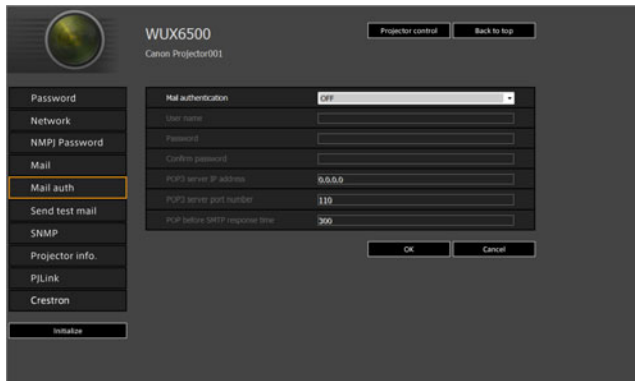 WUX6500
Canon Projector001
Projector control
Back to top
Password
Network
NMPJ Password
Mail
Mail auth
Send test mail
SNMP
Projector info.
PJLink
Crestron
Initialize
Mail authentication OFF
User name
Password
Confirm password
POP3 server IP address 0.0.0.0
POP3 server port number 110
POP before SMTP response time 300
OK
Cancel